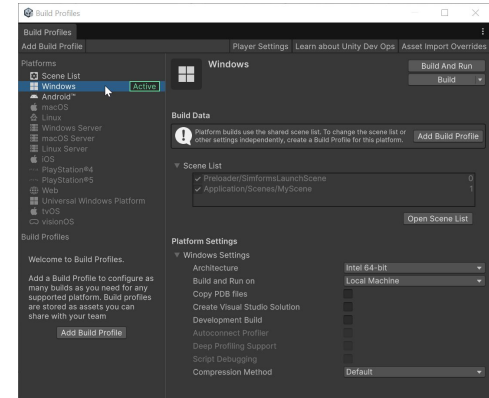 Build Profiles
Build Profiles
Add Build Profile
Player Settings
Learn about Unity Dev Ops
Asset Import Overrides
Platforms
Scene List
Windows
Active
Android™
macOS
Linux
Windows Server
macOS Server
Linux Server
iOS
PlayStation®4
PlayStation®5
Web
Universal Windows Platform
tvOS
visionOS
Build Profiles
Welcome to Build Profiles.
Add a Build Profile to configure as
many builds as you need for any
supported platform. Build profiles
are stored as assets you can
share with your team
Add Build Profile
Windows
Build And Run
Build
Build Data
Platform builds use the shared scene list. To change the scene list or
other settings independently, create a Build Profile for this platform.
Add Build Profile
Scene List
Preloader/SimformsLaunchScene 0
Application/Scenes/MyScene 1
Open Scene List
Platform Settings
Windows Settings
Architecture Intel 64-bit
Build and Run on Local Machine
Copy PDB files
Create Visual Studio Solution
Development Build
Autoconnect Profiler
Deep Profiling Support
Script Debugging
Compression Method Default